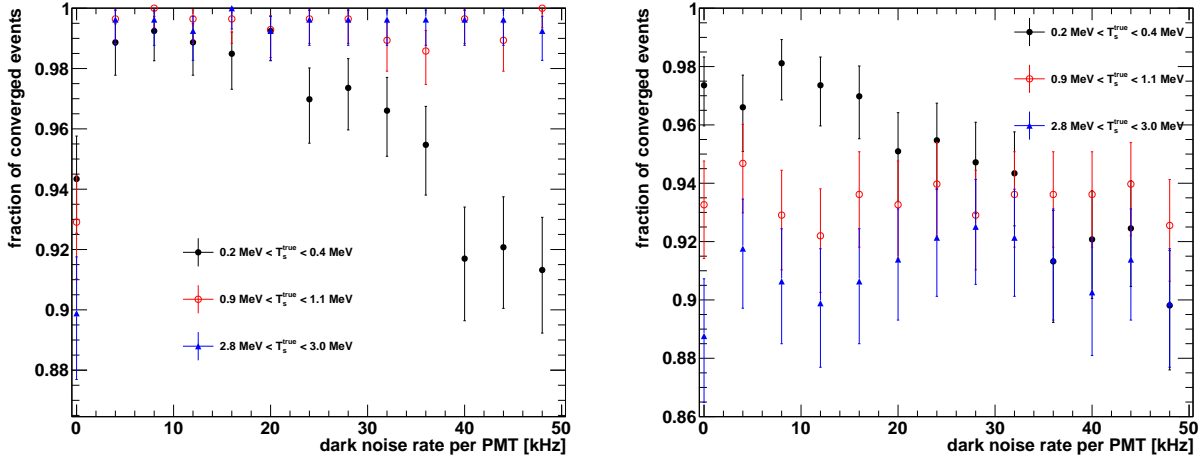 fraction of converged events
1
0.98
0.96
0.94
0.92
0.9
0.88
0.2 MeV < T_s^true < 0.4 MeV
0.9 MeV < T_s^true < 1.1 MeV
2.8 MeV < T_s^true < 3.0 MeV
0 10 20 30 40 50
dark noise rate per PMT [kHz]
fraction of converged events
1
0.98
0.96
0.94
0.92
0.9
0.88
0.86
0.2 MeV < T_s^true < 0.4 MeV
0.9 MeV < T_s^true < 1.1 MeV
2.8 MeV < T_s^true < 3.0 MeV
0 10 20 30 40 50
dark noise rate per PMT [kHz]